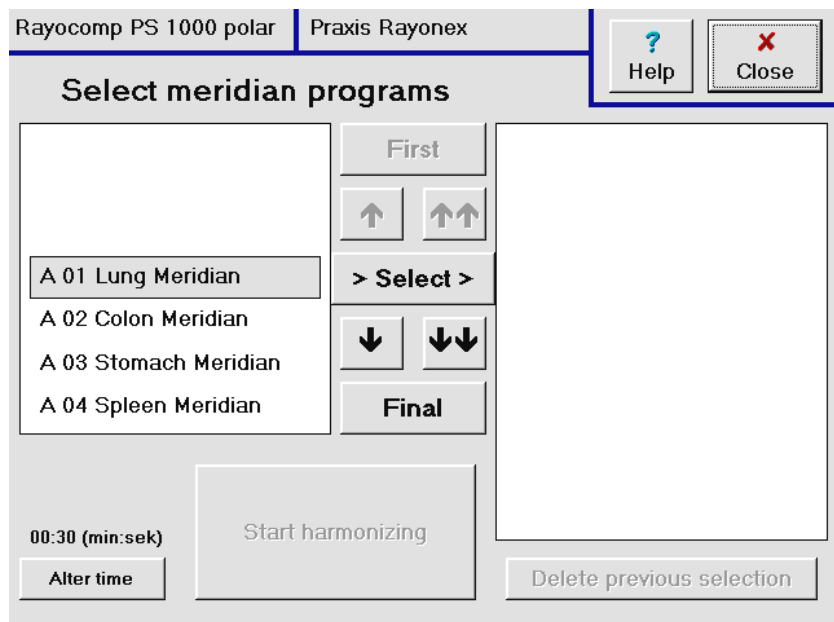 Rayocomp PS 1000 polar
Praxis Rayonex
?
Help
X
Close
Select meridian programs
First
↑
↑↑
A 01 Lung Meridian
> Select >
A 02 Colon Meridian
↓
↓↓
A 03 Stomach Meridian
A 04 Spleen Meridian
Final
00:30 (min:sek)
Start harmonizing
Alter time
Delete previous selection